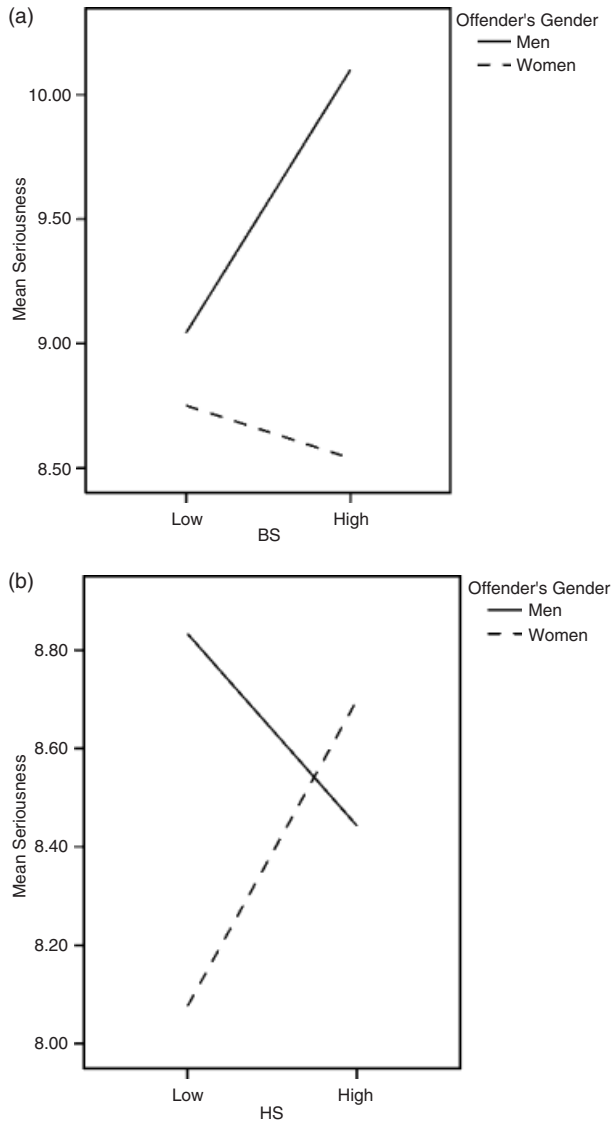 (a)
Offender's Gender
Men
Women
10.00
9.50
9.00
8.50
Mean Seriousness
Low
High
BS
(b)
Offender's Gender
Men
Women
8.80
8.60
8.40
8.20
8.00
Mean Seriousness
Low
High
HS